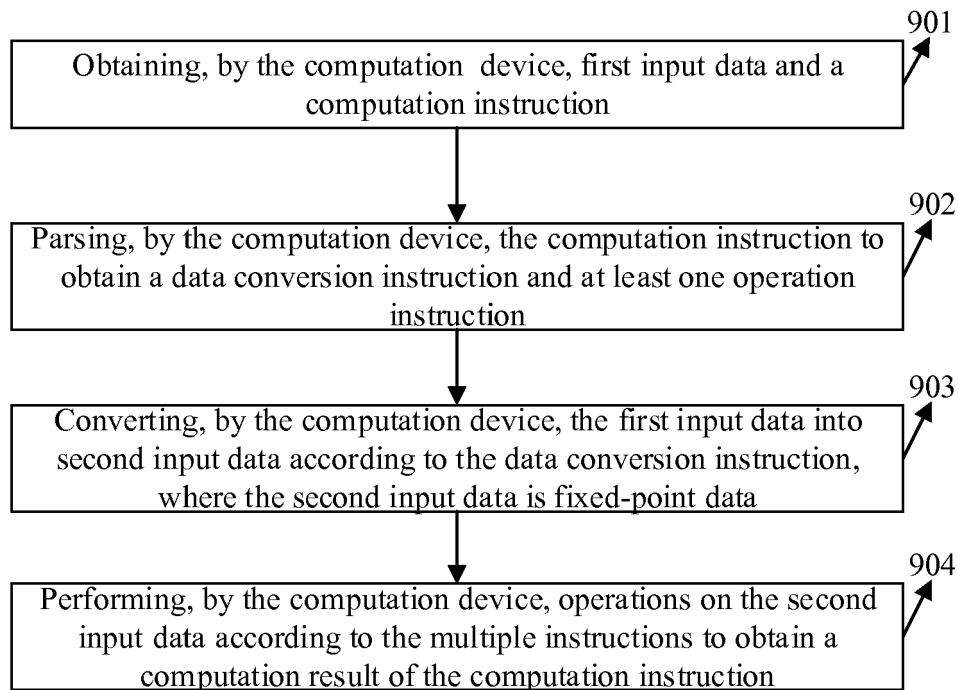 901
Obtaining, by the computation device, first input data and a
computation instruction
902
Parsing, by the computation device, the computation instruction to
obtain a data conversion instruction and at least one operation
instruction
903
Converting, by the computation device, the first input data into
second input data according to the data conversion instruction,
where the second input data is fixed-point data
904
Performing, by the computation device, operations on the second
input data according to the multiple instructions to obtain a
computation result of the computation instruction